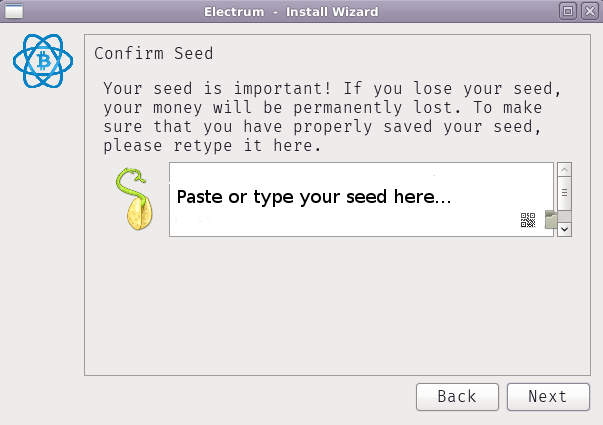 Electrum - Install Wizard
Confirm Seed
Your seed is important! If you lose your seed,
your money will be permanently lost. To make
sure that you have properly saved your seed,
please retype it here.
Paste or type your seed here...
Back
Next